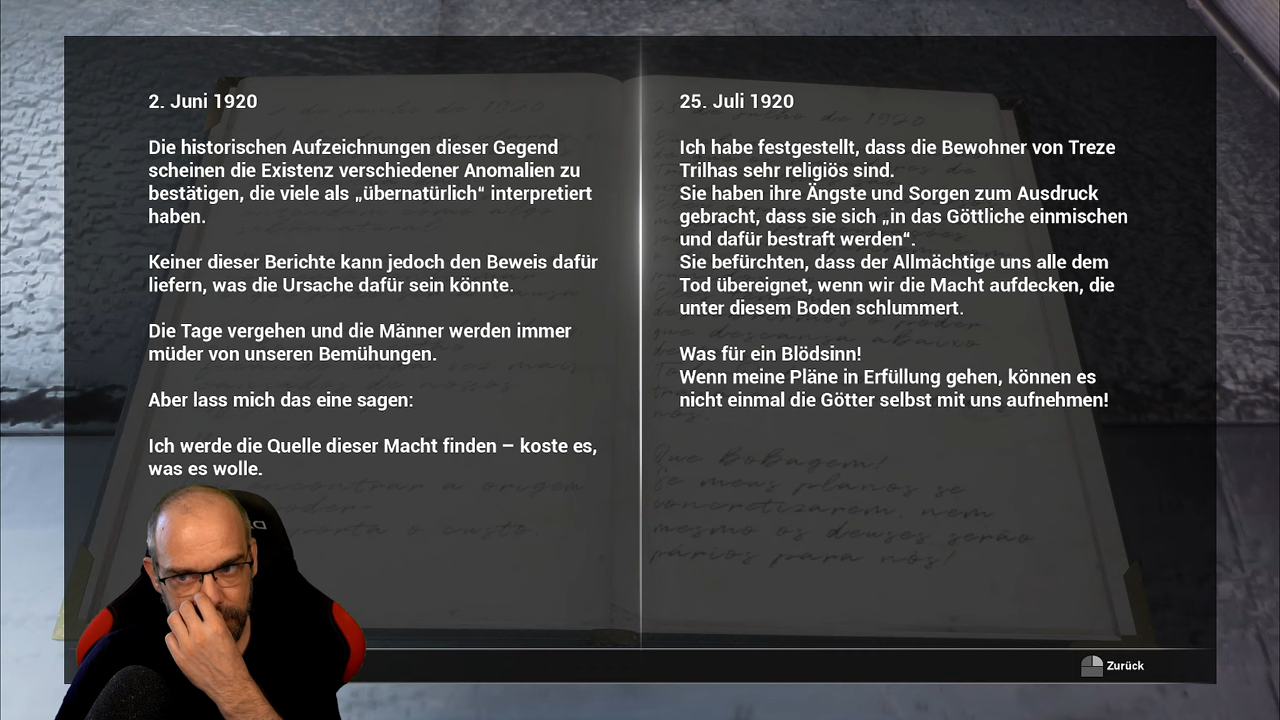 2. Juni 1920
Die historischen Aufzeichnungen dieser Gegend
scheinen die Existenz verschiedener Anomalien zu
bestätigen, die viele als „übernatürlich“ interpretiert
haben.
Keiner dieser Berichte kann jedoch den Beweis dafür
liefern, was die Ursache dafür sein könnte.
Die Tage vergehen und die Männer werden immer
müder von unseren Bemühungen.
Aber lass mich das eine sagen:
Ich werde die Quelle dieser Macht finden – koste es,
was es wolle.
encontrar a origem
o custo.
25. Juli 1920
Ich habe festgestellt, dass die Bewohner von Treze
Trilhas sehr religiös sind.
Sie haben ihre Ängste und Sorgen zum Ausdruck
gebracht, dass sie sich „in das Göttliche einmischen
und dafür bestraft werden“.
Sie befürchten, dass der Allmächtige uns alle dem
Tod übereignet, wenn wir die Macht aufdecken, die
unter diesem Boden schlummert.
Was für ein Blödsinn!
Wenn meine Pläne in Erfüllung gehen, können es
nicht einmal die Götter selbst mit uns aufnehmen!
Que BoBagem!
Se meus planos se
concretizarem, nem
mesmo os deuses serão
pários para nós!
Zurück